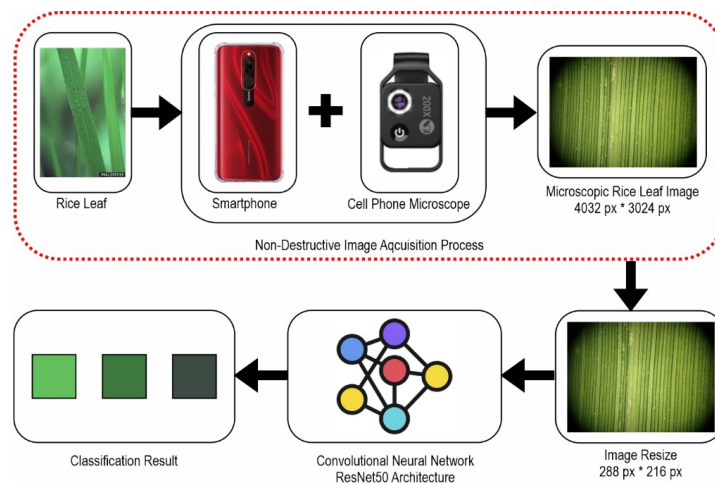 200X
Rice Leaf
Smartphone
Cell Phone Microscope
Microscopic Rice Leaf Image
4032 px * 3024 px
Non-Destructive Image Aqcuisition Process
Classification Result
Convolutional Neural Network
ResNet50 Architecture
Image Resize
288 px * 216 px